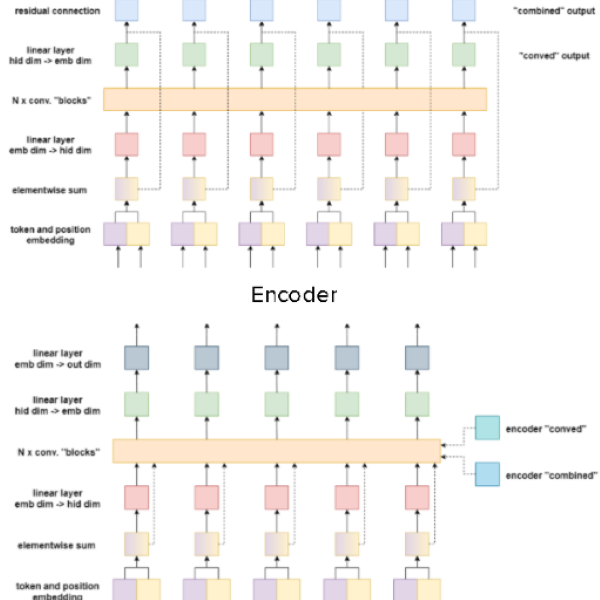 residual connection
"combined" output
linear layer
hid dim -> emb dim
"conved" output
N x conv. "blocks"
linear layer
emb dim -> hid dim
elementwise sum
token and position
embedding
Encoder
linear layer
emb dim -> out dim
linear layer
hid dim -> emb dim
encoder "conved"
N x conv. "blocks"
encoder "combined"
linear layer
emb dim -> hid dim
elementwise sum
token and position
embedding